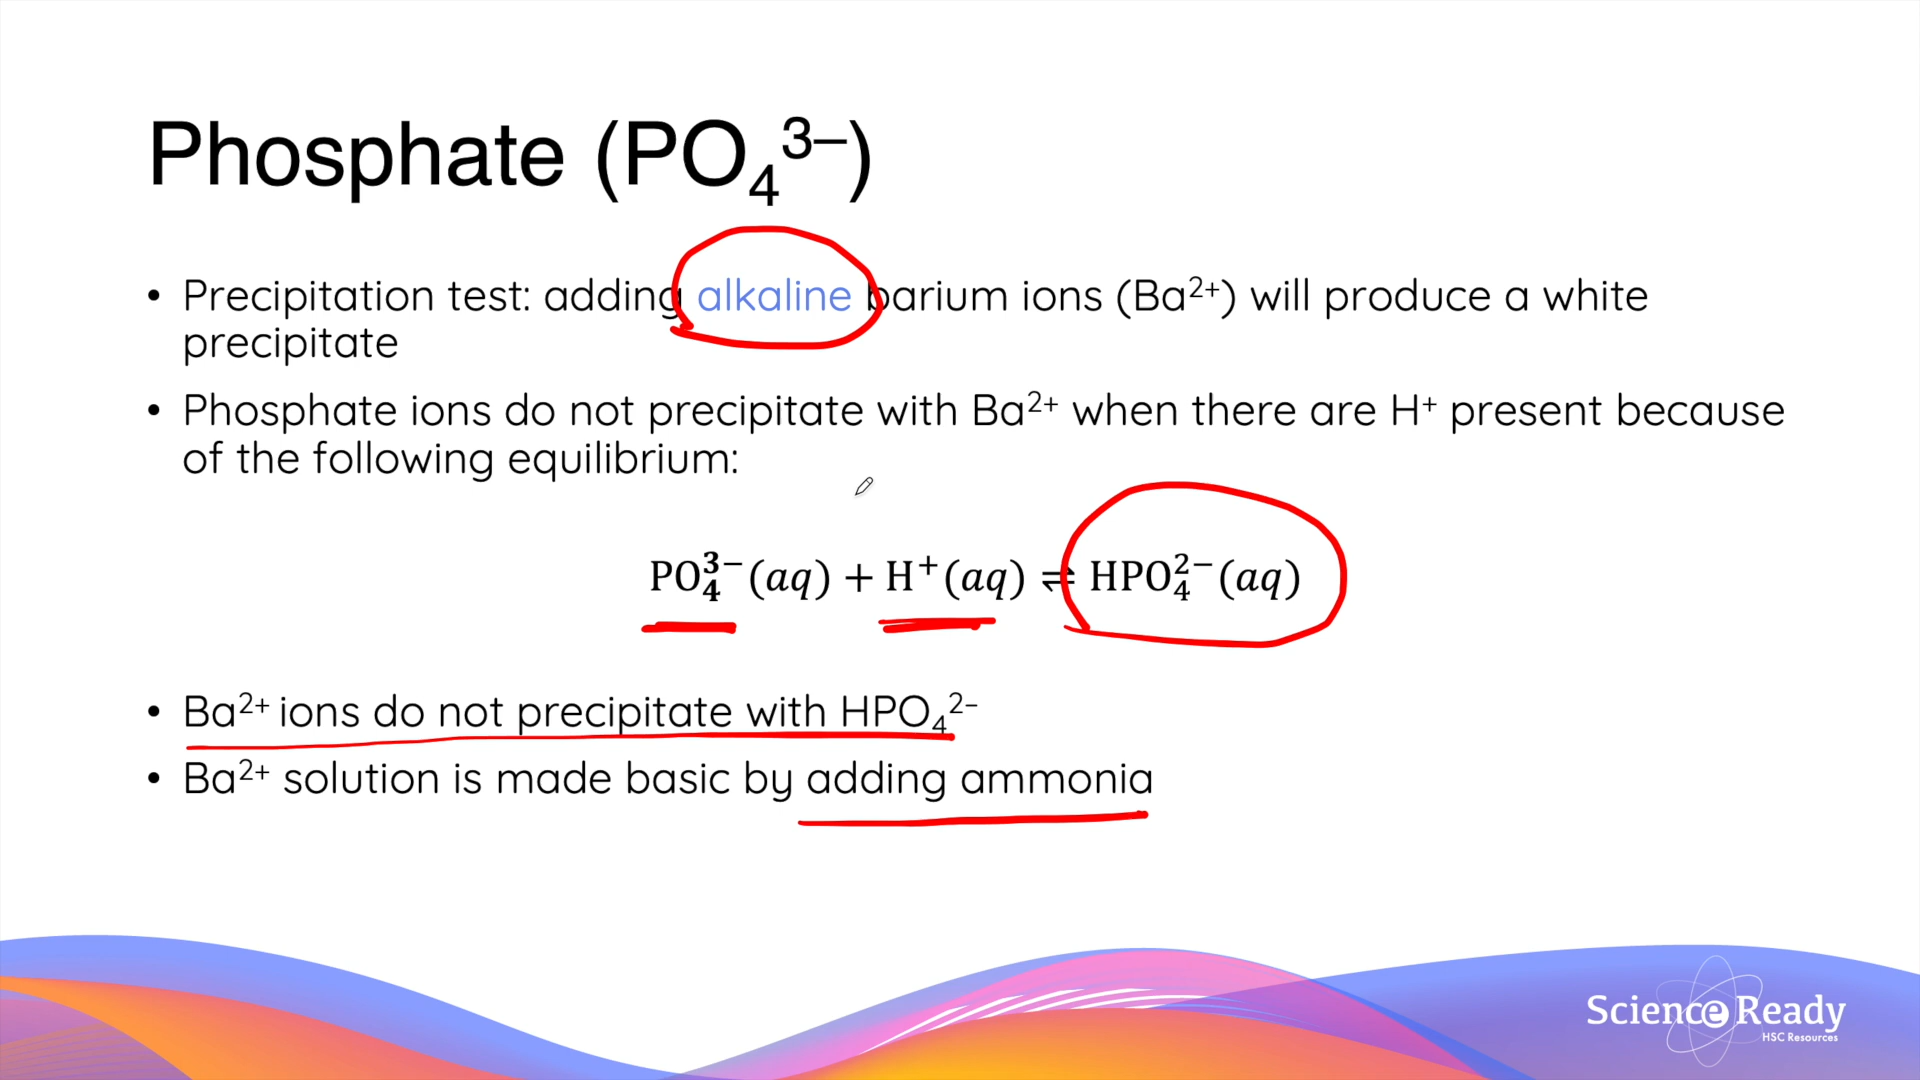 Phosphate (PO₄³⁻)
• Precipitation test: adding alkaline barium ions (Ba²⁺) will produce a white
precipitate
• Phosphate ions do not precipitate with Ba²⁺ when there are H⁺ present because
of the following equilibrium:
PO₄³⁻(aq) + H⁺(aq) ⇌ HPO₄²⁻(aq)
• Ba²⁺ ions do not precipitate with HPO₄²⁻
• Ba²⁺ solution is made basic by adding ammonia
Science Ready
HSC Resources